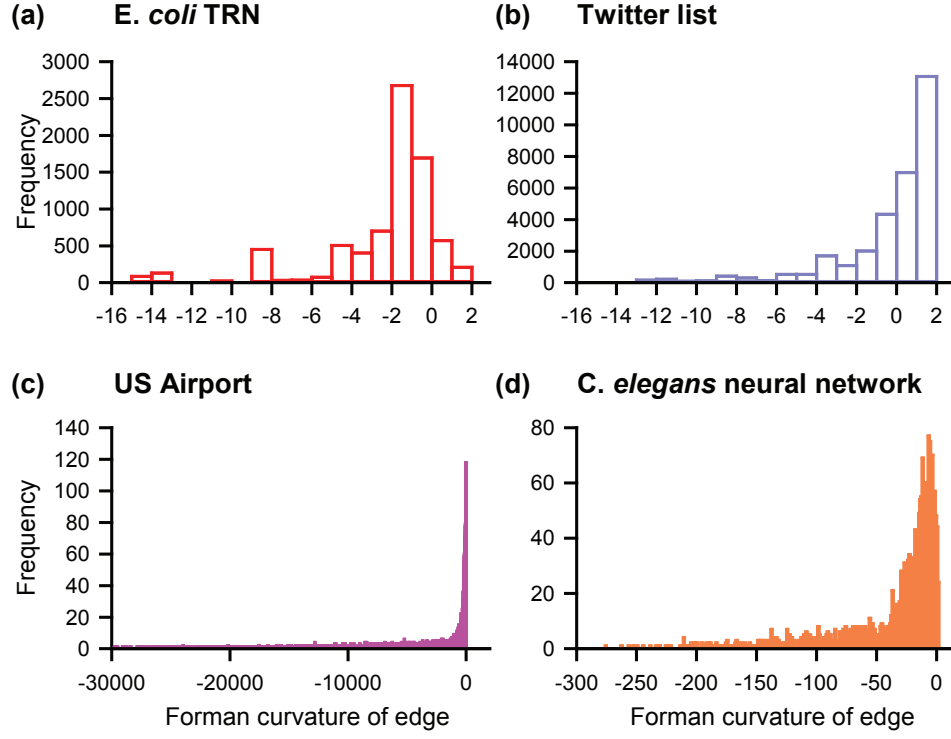 (a) E. coli TRN
3000
2500
2000
1500
1000
500
0
Frequency
-16 -14 -12 -10 -8 -6 -4 -2 0 2
(b) Twitter list
14000
12000
10000
8000
6000
4000
2000
0
-16 -14 -12 -10 -8 -6 -4 -2 0 2
(c) US Airport
140
120
100
80
60
40
20
0
Frequency
-30000 -20000 -10000 0
Forman curvature of edge
(d) C. elegans neural network
80
60
40
20
0
-300 -250 -200 -150 -100 -50 0
Forman curvature of edge